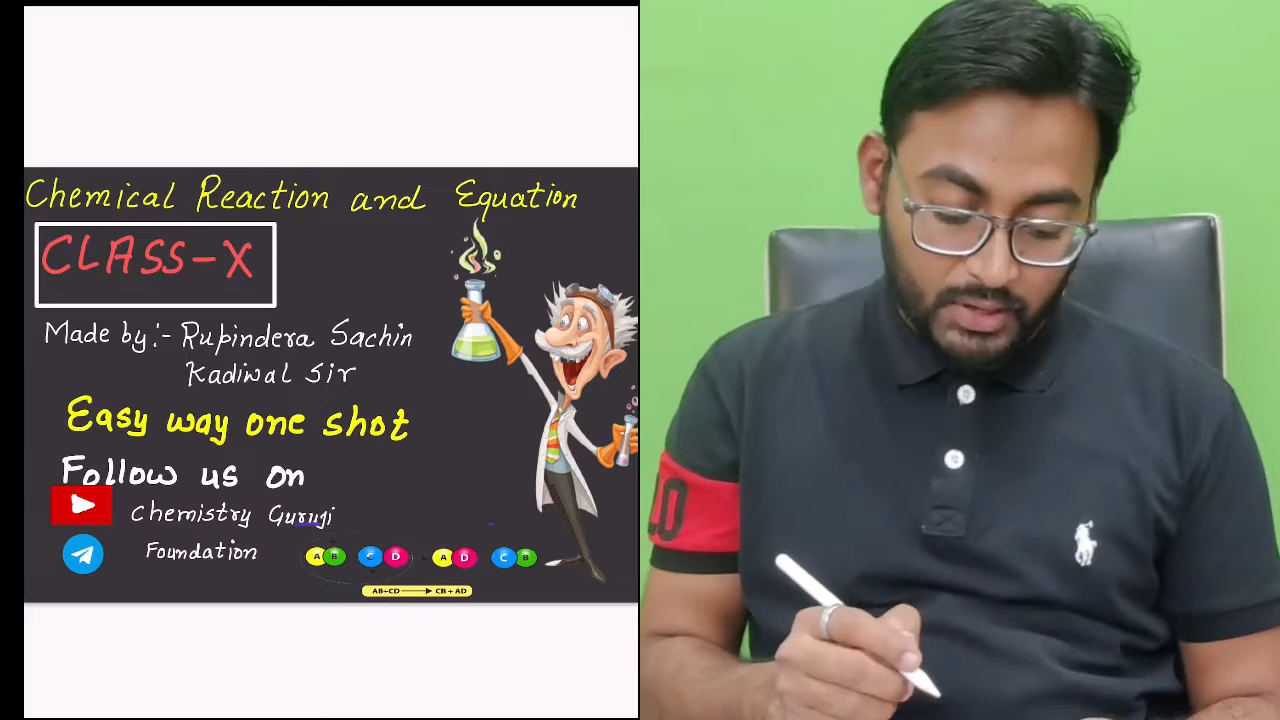 Chemical Reaction and Equation
CLASS-X
Made by:- Rupindera Sachin
Kadiwal Sir
Easy way one shot
Follow us on
Chemistry Guruji
Foundation
A B C D A D C B
AB+CD → CB + AD